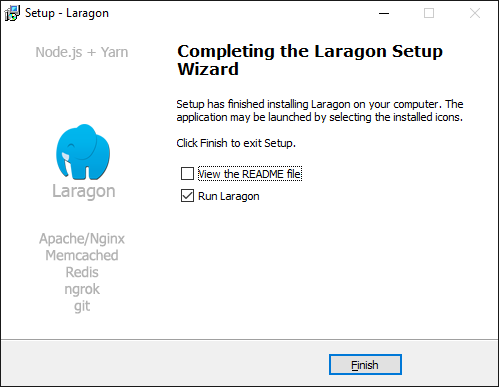 Setup - Laragon
Node.js + Yarn
Laragon
Apache/Nginx
Memcached
Redis
ngrok
git
Completing the Laragon Setup
Wizard
Setup has finished installing Laragon on your computer. The
application may be launched by selecting the installed icons.
Click Finish to exit Setup.
View the README file
Run Laragon
Finish